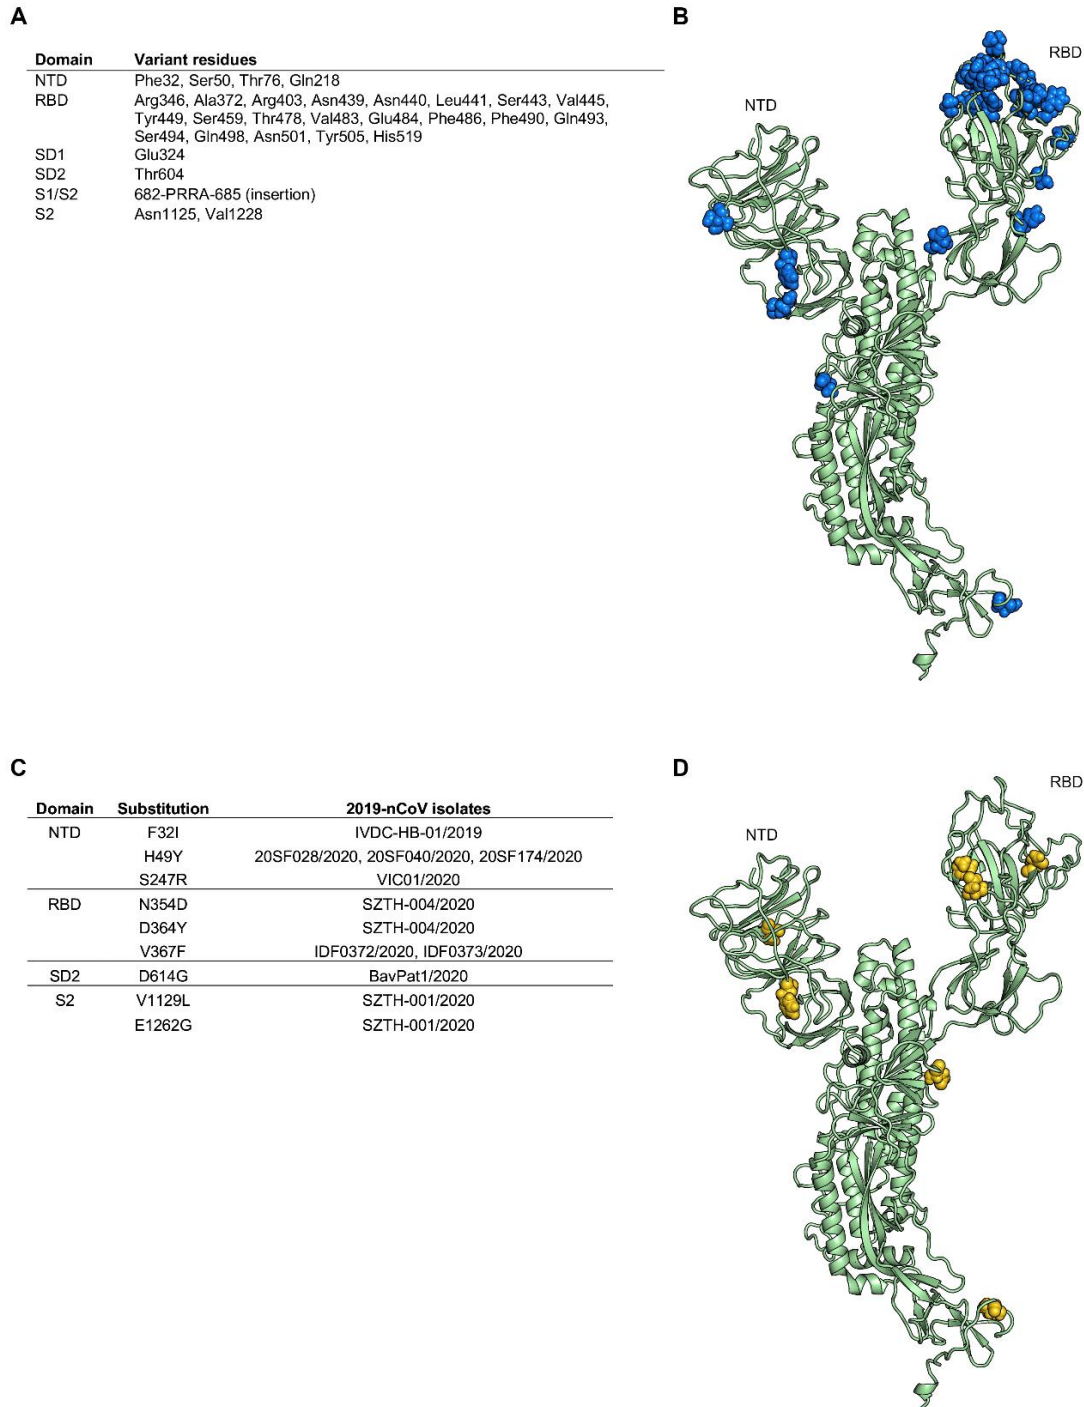 A
Domain Variant residues
NTD Phe32, Ser50, Thr76, Gln218
RBD Arg346, Ala372, Arg403, Asn439, Asn440, Leu441, Ser443, Val445,
Tyr449, Ser459, Thr478, Val483, Glu484, Phe486, Phe490, Gln493,
Ser494, Gln498, Asn501, Tyr505, His519
SD1 Glu324
SD2 Thr604
S1/S2 682-PRRA-685 (insertion)
S2 Asn1125, Val1228
B
RBD
NTD
C
Domain Substitution 2019-nCoV isolates
NTD F32I IVDC-HB-01/2019
H49Y 20SF028/2020, 20SF040/2020, 20SF174/2020
S247R VIC01/2020
RBD N354D SZTH-004/2020
D364Y SZTH-004/2020
V367F IDF0372/2020, IDF0373/2020
SD2 D614G BavPat1/2020
S2 V1129L SZTH-001/2020
E1262G SZTH-001/2020
D
RBD
NTD